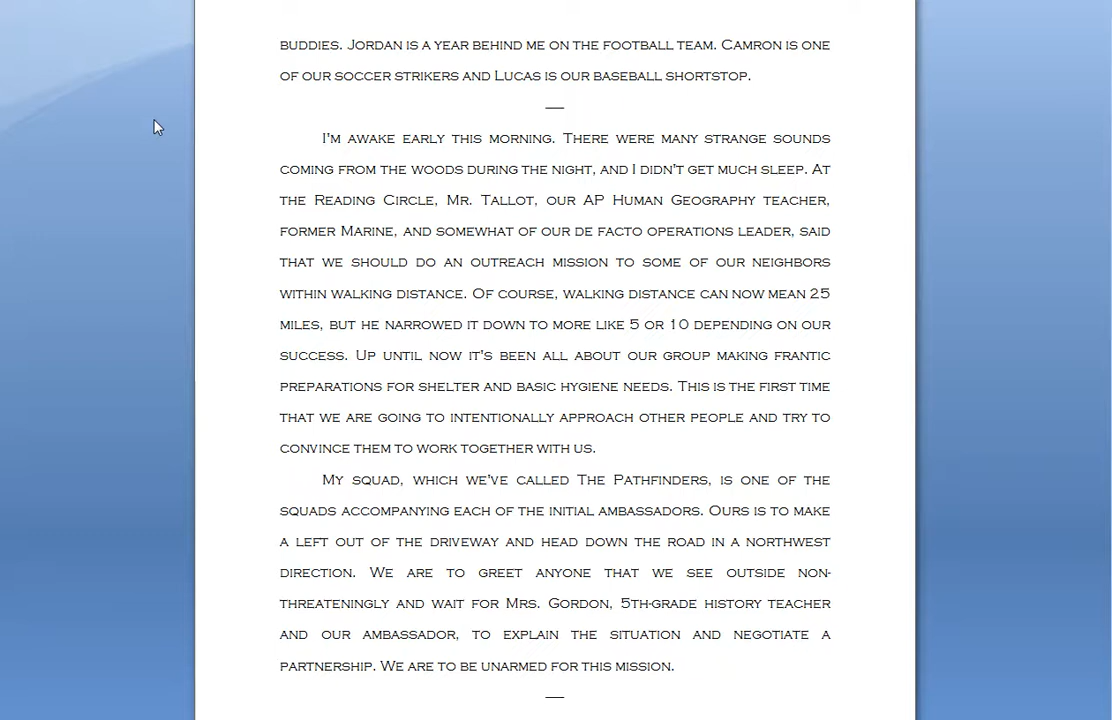 BUDDIES. JORDAN IS A YEAR BEHIND ME ON THE FOOTBALL TEAM. CAMRON IS ONE
OF OUR SOCCER STRIKERS AND LUCAS IS OUR BASEBALL SHORTSTOP.
—
I'M AWAKE EARLY THIS MORNING. THERE WERE MANY STRANGE SOUNDS
COMING FROM THE WOODS DURING THE NIGHT, AND I DIDN'T GET MUCH SLEEP. AT
THE READING CIRCLE, MR. TALLOT, OUR AP HUMAN GEOGRAPHY TEACHER,
FORMER MARINE, AND SOMEWHAT OF OUR DE FACTO OPERATIONS LEADER, SAID
THAT WE SHOULD DO AN OUTREACH MISSION TO SOME OF OUR NEIGHBORS
WITHIN WALKING DISTANCE. OF COURSE, WALKING DISTANCE CAN NOW MEAN 25
MILES, BUT HE NARROWED IT DOWN TO MORE LIKE 5 OR 10 DEPENDING ON OUR
SUCCESS. UP UNTIL NOW IT'S BEEN ALL ABOUT OUR GROUP MAKING FRANTIC
PREPARATIONS FOR SHELTER AND BASIC HYGIENE NEEDS. THIS IS THE FIRST TIME
THAT WE ARE GOING TO INTENTIONALLY APPROACH OTHER PEOPLE AND TRY TO
CONVINCE THEM TO WORK TOGETHER WITH US.
MY SQUAD, WHICH WE'VE CALLED THE PATHFINDERS, IS ONE OF THE
SQUADS ACCOMPANYING EACH OF THE INITIAL AMBASSADORS. OURS IS TO MAKE
A LEFT OUT OF THE DRIVEWAY AND HEAD DOWN THE ROAD IN A NORTHWEST
DIRECTION. WE ARE TO GREET ANYONE THAT WE SEE OUTSIDE NON-
THREATENINGLY AND WAIT FOR MRS. GORDON, 5TH-GRADE HISTORY TEACHER
AND OUR AMBASSADOR, TO EXPLAIN THE SITUATION AND NEGOTIATE A
PARTNERSHIP. WE ARE TO BE UNARMED FOR THIS MISSION.
—